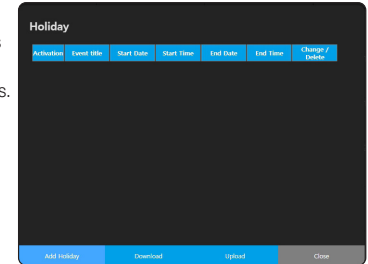 Holiday
s
Activation Event title Start Date Start Time End Date End Time Change / Delete
s.
Add Holiday Download Upload Close